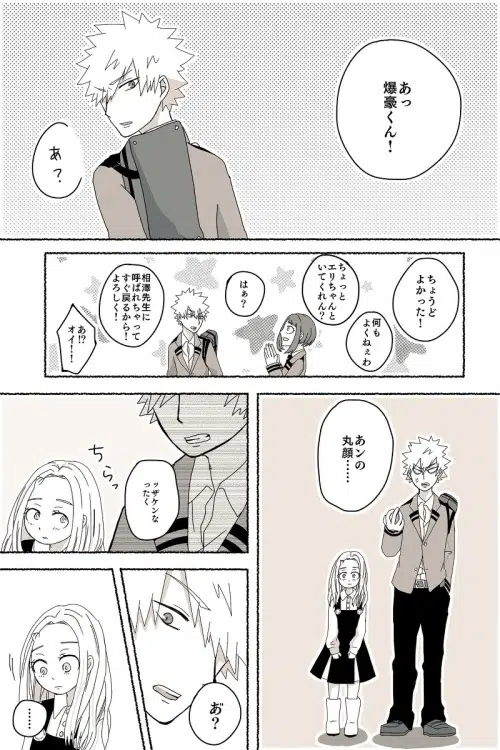 あっ
爆豪くん！
あ？
ちょうど
よかった！
何も
よくねぇわ
ちょっと
エリちゃんと
いてくれん？
はぁ？
相澤先生に
呼ばれちゃって
すぐ戻るから！
よろしく！
あ!?
オイ！！
あンの
丸顔……
ッザケンな
ったく
ちらっ
あ゛？
……